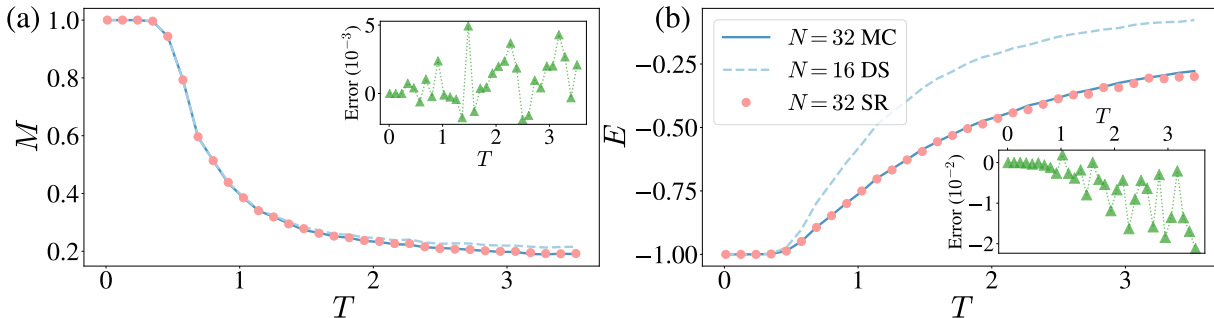 (a)
1.0
0.8
0.6
0.4
0.2
M
0 1 2 3
T
5
0
Error (10⁻³)
0 1 2 3
T
(b)
−0.25
−0.50
−0.75
−1.00
E
0 1 2 3
T
N = 32 MC
N = 16 DS
N = 32 SR
T
0 1 2 3
0
−1
−2
Error (10⁻²)